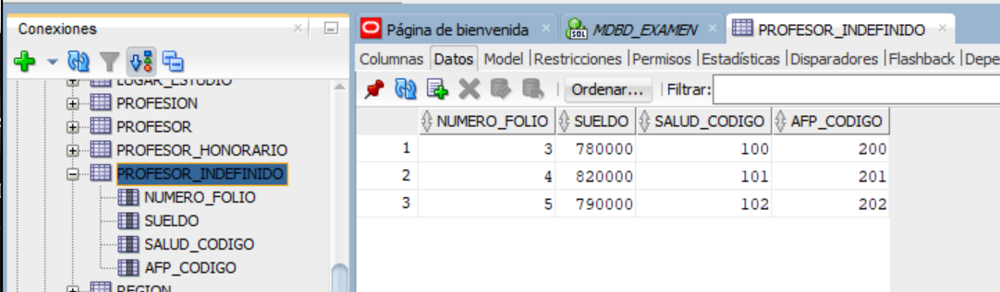 Conexiones
LUGAR_ESTUDIO
PROFESION
PROFESOR
PROFESOR_HONORARIO
PROFESOR_INDEFINIDO
NUMERO_FOLIO
SUELDO
SALUD_CODIGO
AFP_CODIGO
REGION
Página de bienvenida MDBD_EXAMEN PROFESOR_INDEFINIDO
Columnas Datos Model |Restricciones |Permisos |Estadísticas |Disparadores |Flashback |Depe
Ordenar... Filtrar:
NUMERO_FOLIO SUELDO SALUD_CODIGO AFP_CODIGO
1 3 780000 100 200
2 4 820000 101 201
3 5 790000 102 202